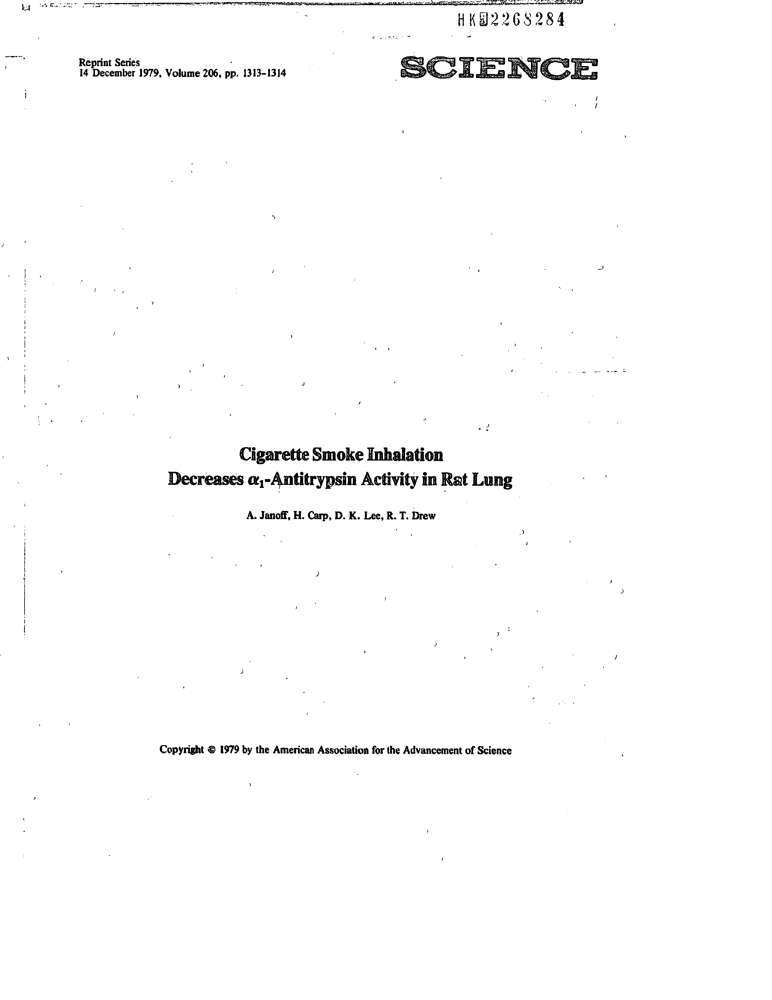 HK02268284
Reprint Series
14 December 1979, Volume 206, pp. 1313-1314
SCIENCE
Cigarette Smoke Inhalation
Decreases α₁-Antitrypsin Activity in Rat Lung
A. Janoff, H. Carp, D. K. Lee, R. T. Drew
Copyright © 1979 by the American Association for the Advancement of Science